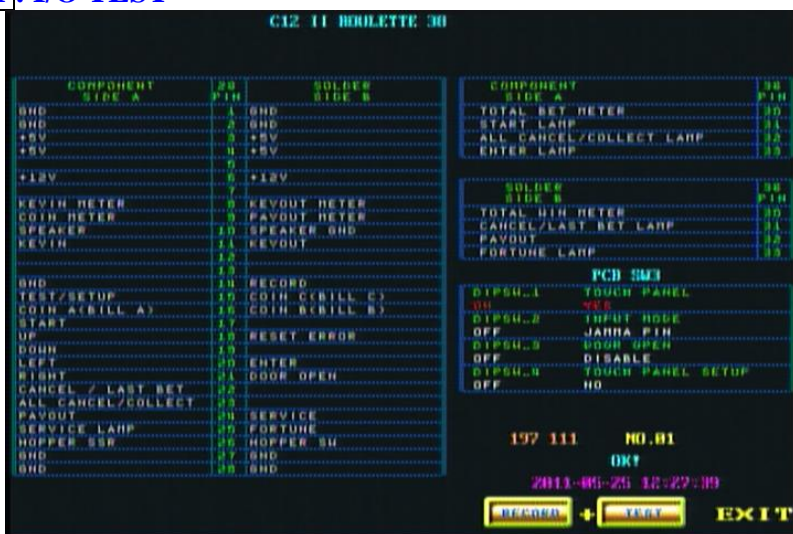 I/O TEST
C12 II ROULETTE 38
COMPONENT SIDE A 28 PIN SOLDER SIDE B
GND 1 GND
GND 2 GND
+5V 3 +5V
+5V 4 +5V
5
+12V 6 +12V
7
KEYIN METER 8 KEYOUT METER
COIN METER 9 PAYOUT METER
SPEAKER 10 SPEAKER GND
KEYIN 11 KEYOUT
12
13
GND 14 RECORD
TEST/SETUP 15 COIN C(BILL C)
COIN A(BILL A) 16 COIN B(BILL B)
START 17
UP 18 RESET ERROR
DOWN 19
LEFT 20 ENTER
RIGHT 21 DOOR OPEN
CANCEL / LAST BET 22
ALL CANCEL/COLLECT 23
PAYOUT 24 SERVICE
SERVICE LAMP 25 FORTUNE
HOPPER SSR 26 HOPPER SW
GND 27 GND
GND 28 GND
COMPONENT SIDE A 36 PIN
TOTAL BET METER 30
START LAMP 31
ALL CANCEL/COLLECT LAMP 32
ENTER LAMP 33
SOLDER SIDE B 36 PIN
TOTAL WIN METER 30
CANCEL/LAST BET LAMP 31
PAYOUT 32
FORTUNE LAMP 33
PCB SW3
DIPSW_1 TOUCH PANEL
ON YES
DIPSW_2 INPUT MODE
OFF JAMMA PIN
DIPSW_3 DOOR OPEN
OFF DISABLE
DIPSW_4 TOUCH PANEL SETUP
OFF NO
197 111 NO.01
OK!
2011-05-25 12:27:39
RECORD + TEST EXIT